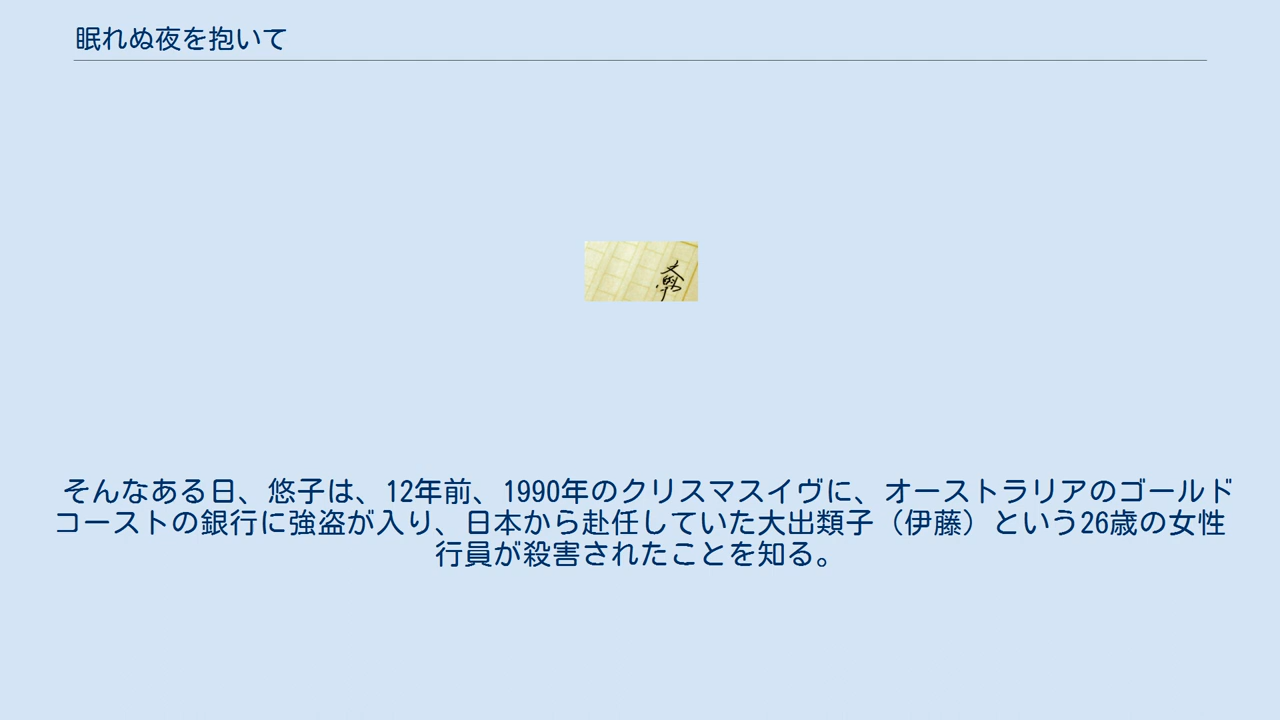 眠れぬ夜を抱いて
そんなある日、悠子は、12年前、1990年のクリスマスイヴに、オーストラリアのゴールド
コーストの銀行に強盗が入り、日本から赴任していた大出類子（伊藤）という26歳の女性
行員が殺害されたことを知る。